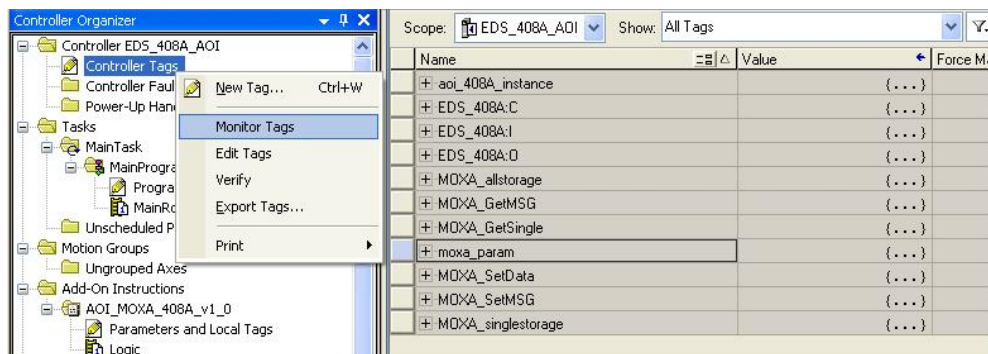 Controller Organizer
Controller EDS_408A_AOI
Controller Tags
Controller Faul
Power-Up Han
Tasks
MainTask
MainProgra
Progra
MainRo
Unscheduled P
Motion Groups
Ungrouped Axes
Add-On Instructions
AOI_MOXA_408A_v1_0
Parameters and Local Tags
Logic
New Tag... Ctrl+W
Monitor Tags
Edit Tags
Verify
Export Tags...
Print
Scope: EDS_408A_AOI Show: All Tags
Name Value Force M
aoi_408A_instance {...}
EDS_408A:C {...}
EDS_408A:I {...}
EDS_408A:O {...}
MOXA_allstorage {...}
MOXA_GetMSG {...}
MOXA_GetSingle {...}
moxa_param {...}
MOXA_SetData {...}
MOXA_SetMSG {...}
MOXA_singlestorage {...}